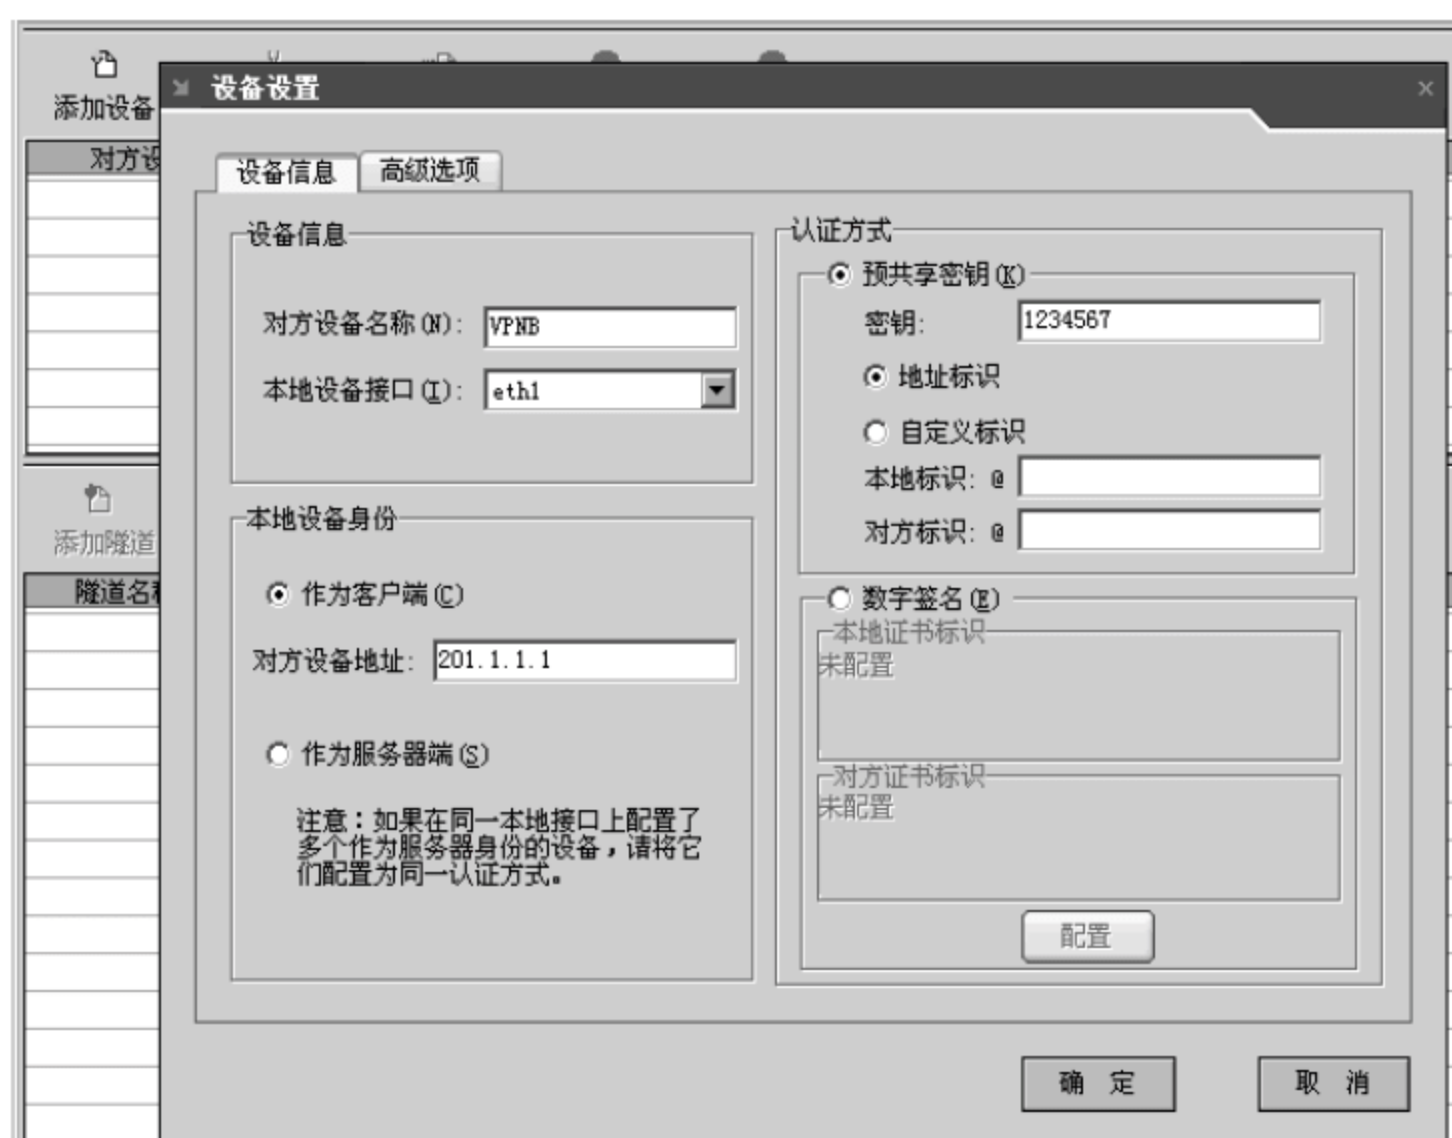 添加设备
设备设置
对方设
设备信息
高级选项
设备信息
对方设备名称(N):
VPNB
本地设备接口(I):
eth1
本地设备身份
作为客户端(C)
对方设备地址:
201.1.1.1
作为服务器端(S)
注意：如果在同一本地接口上配置了
多个作为服务器身份的设备，请将它
们配置为同一认证方式。
认证方式
预共享密钥(K)
密钥:
1234567
地址标识
自定义标识
本地标识: @
对方标识: @
数字签名(E)
本地证书标识
未配置
对方证书标识
未配置
配置
添加隧道
隧道名
确 定
取 消